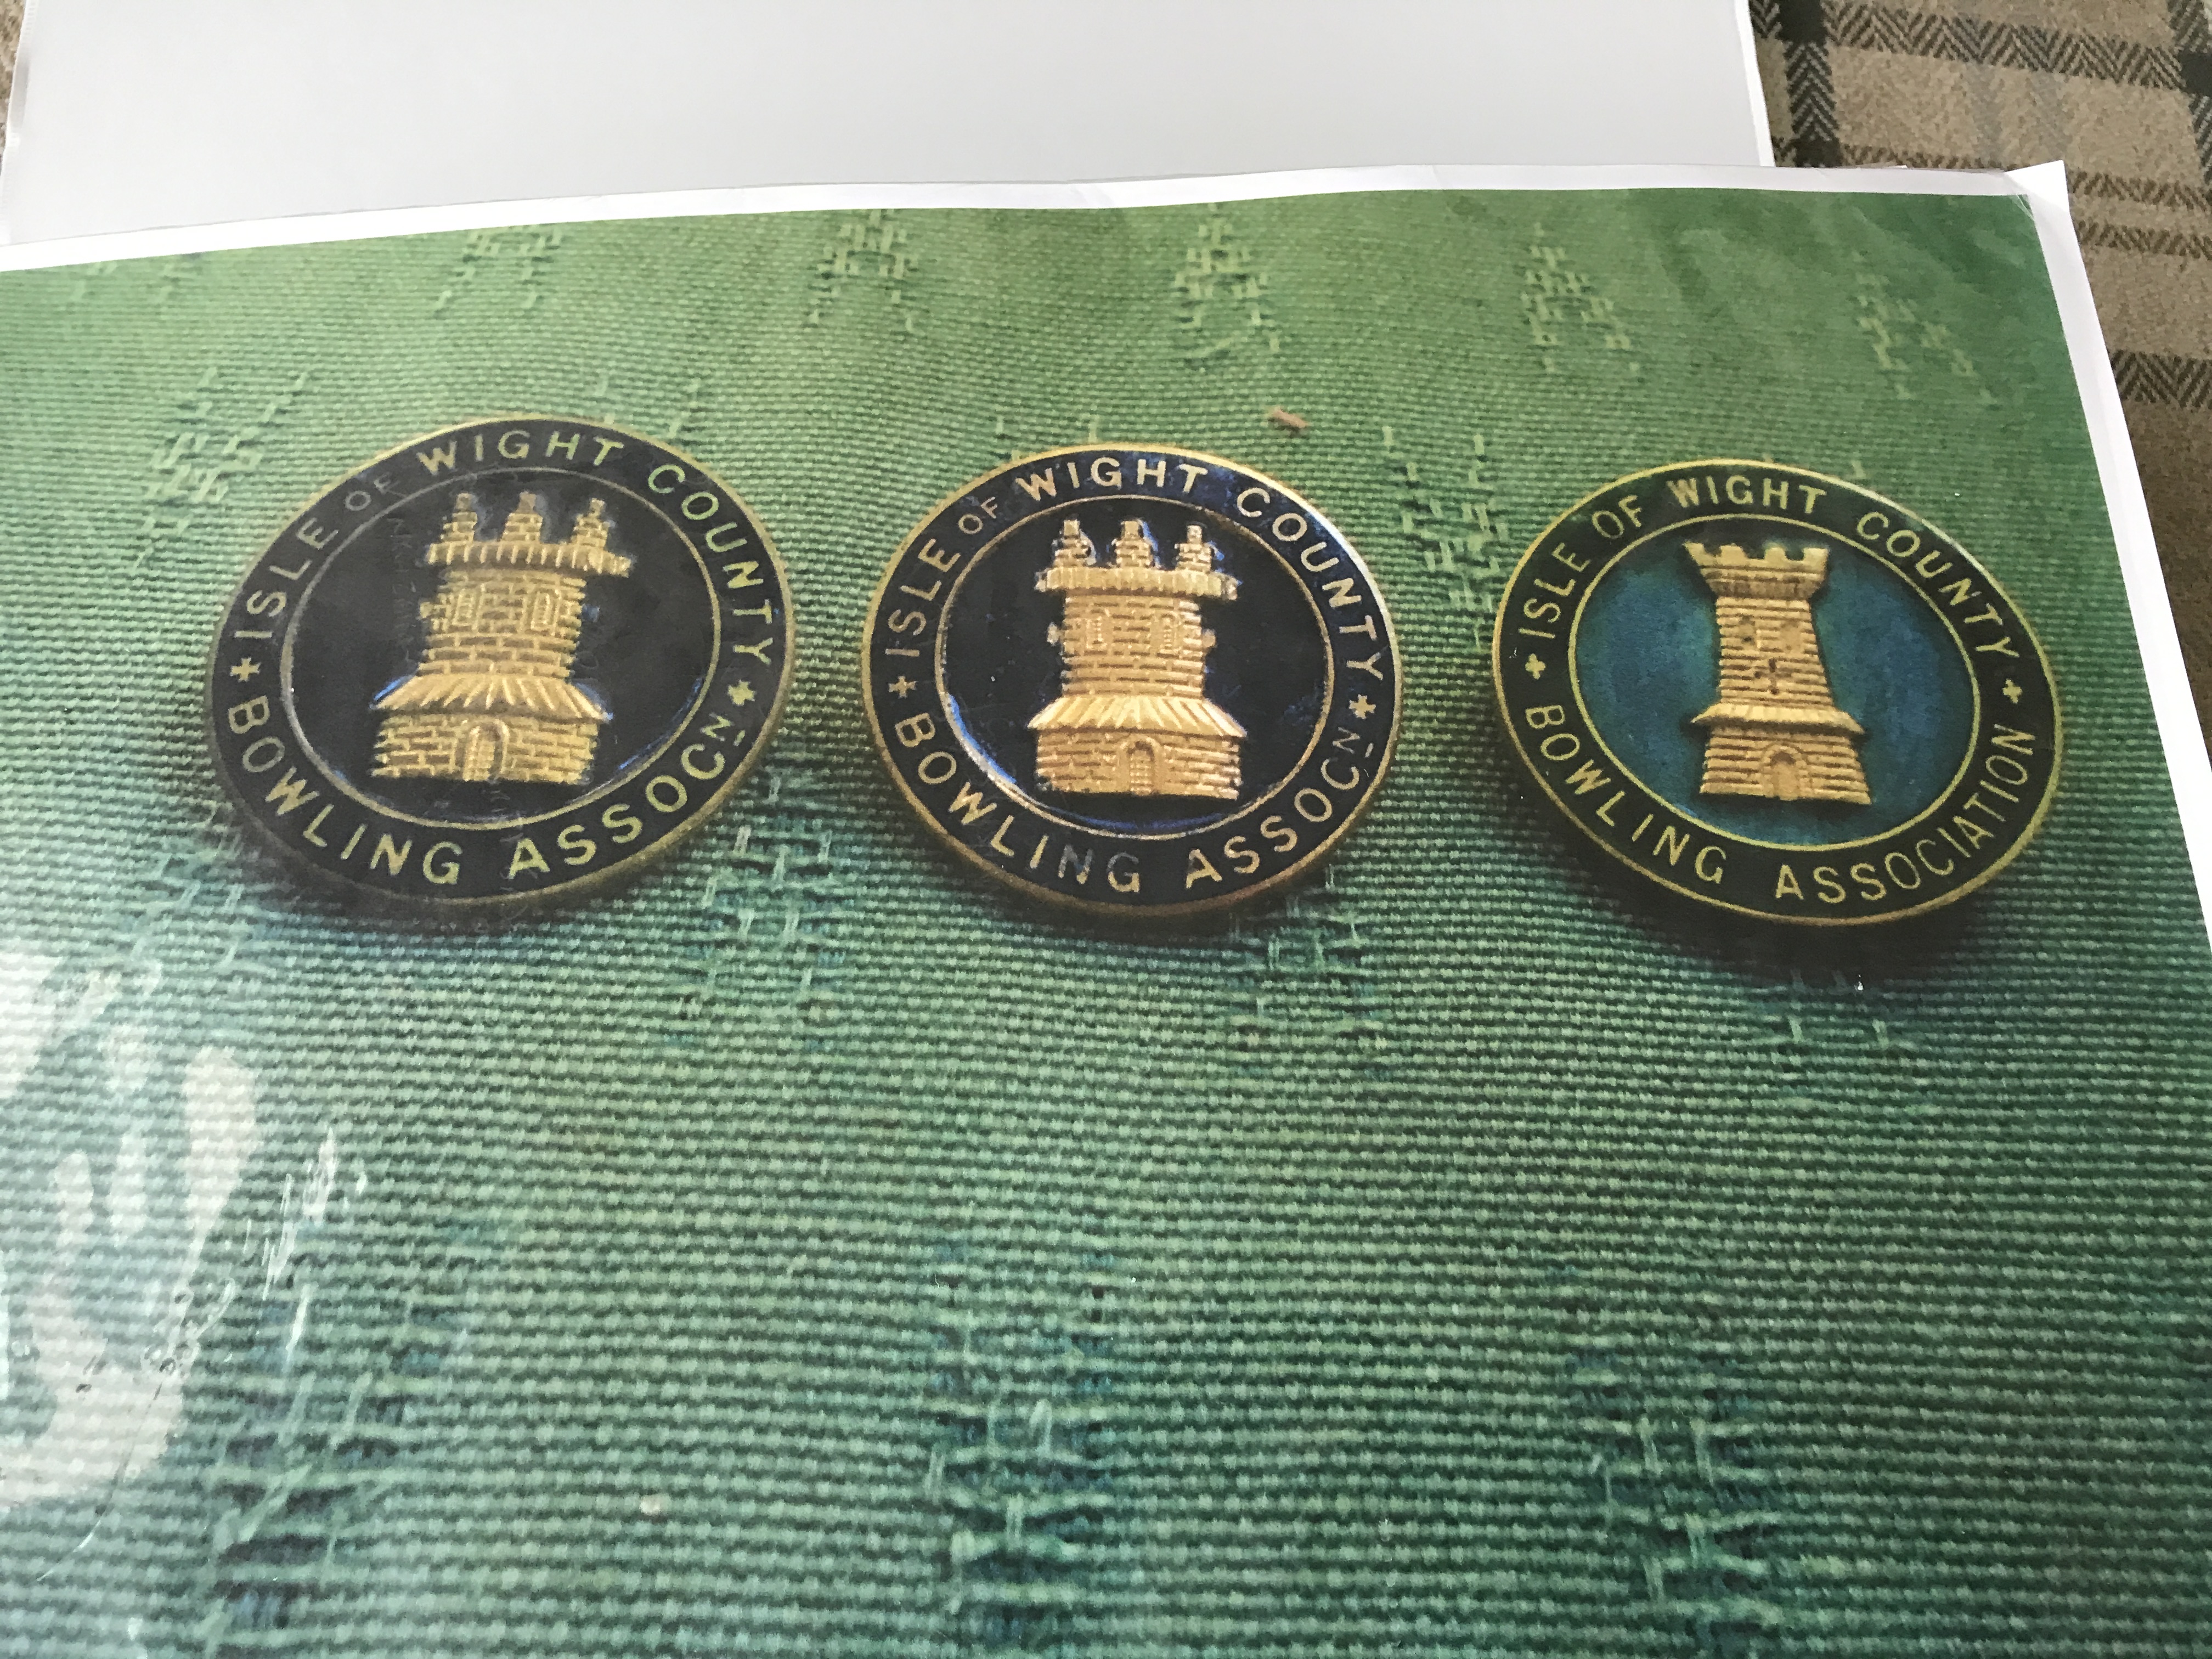 ISLE OF WIGHT COUNTY
BOWLING ASSOCN
ISLE OF WIGHT COUNTY
BOWLING ASSOCN
ISLE OF WIGHT COUNTY
BOWLING ASSOCIATION